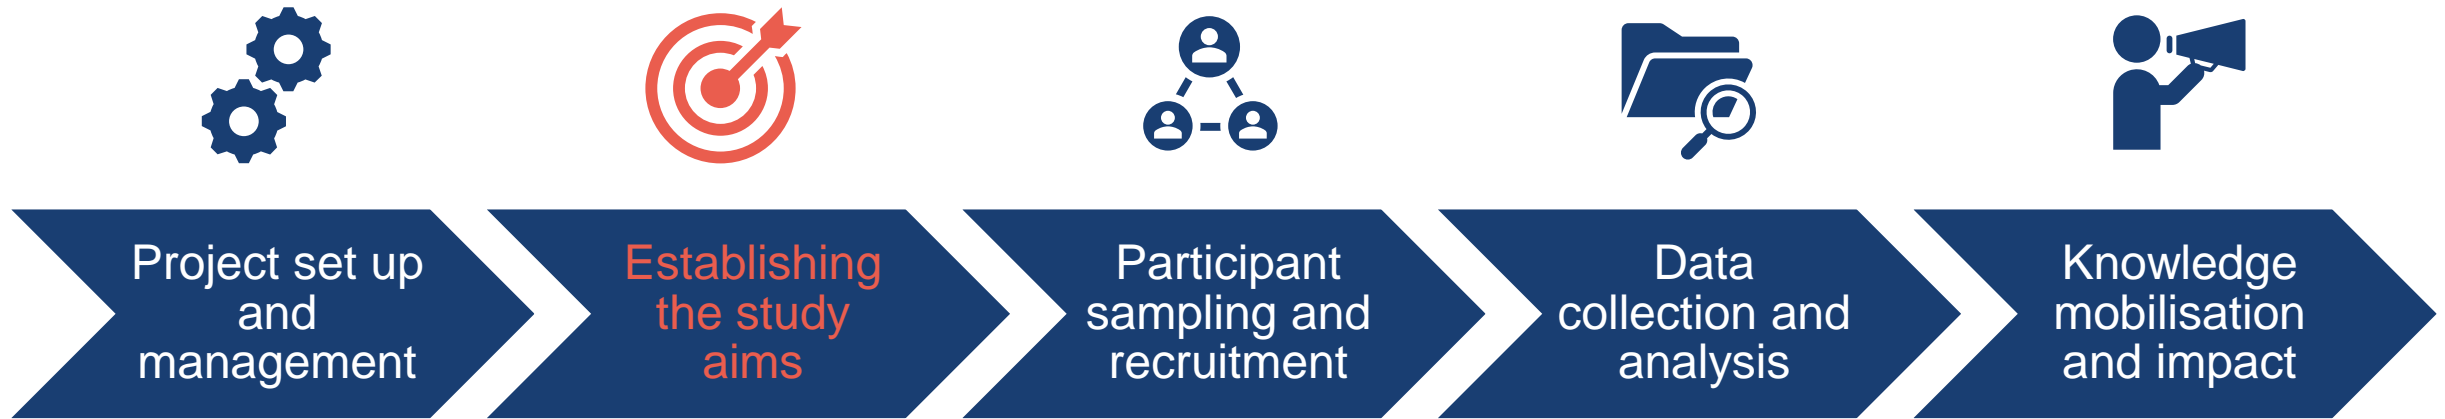 Project set up
and
management
Establishing
the study
aims
Participant
sampling and
recruitment
Data
collection and
analysis
Knowledge
mobilisation
and impact